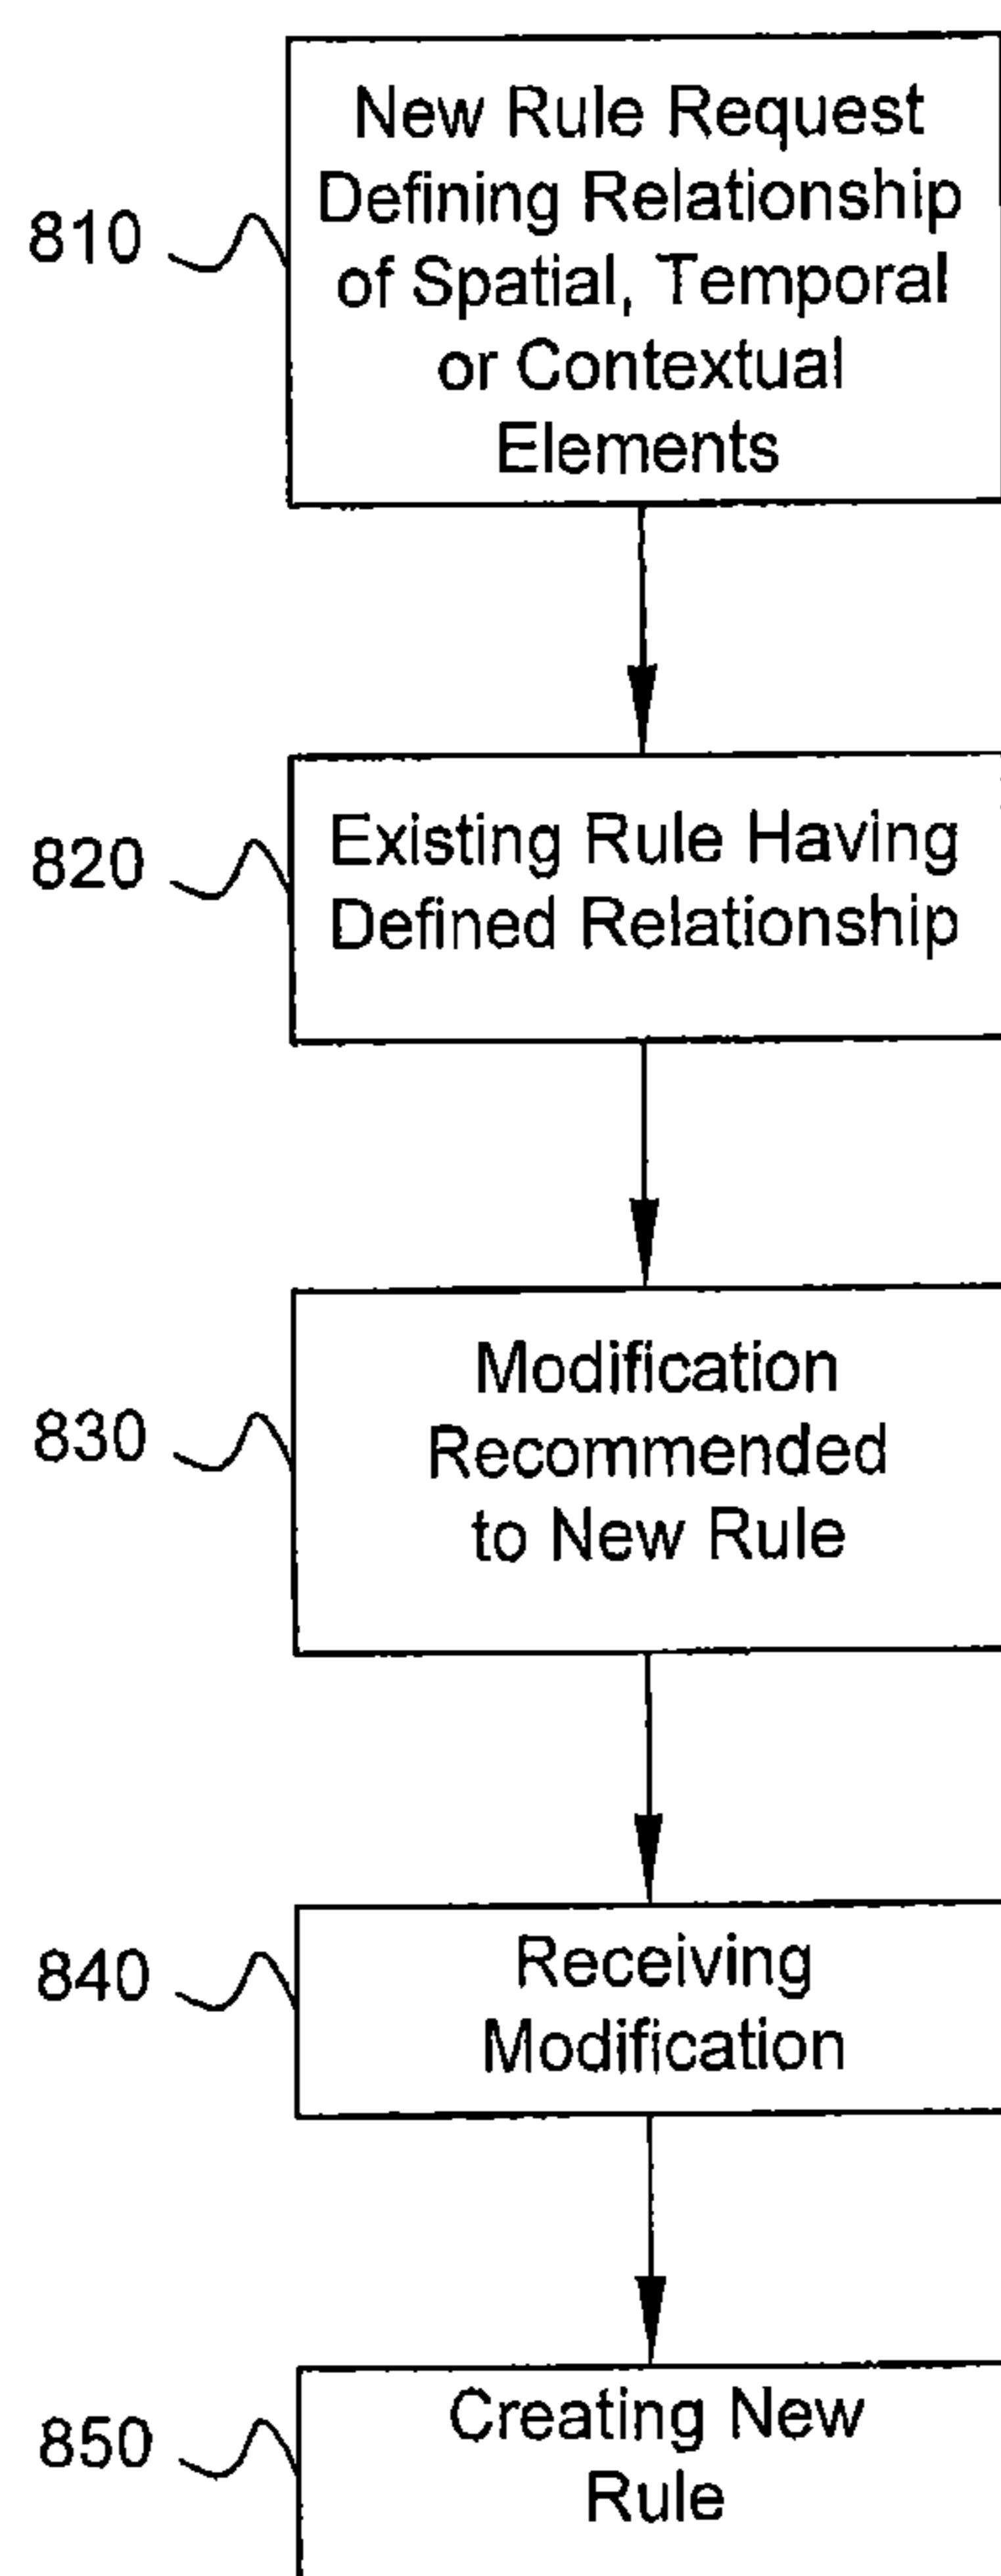 New Rule Request
Defining Relationship
810
of Spatial, Temporal
or Contextual
Elements
820
Existing Rule Having
Defined Relationship
Modification
830
Recommended
to New Rule
840
Receiving
Modification
850
Creating New
Rule